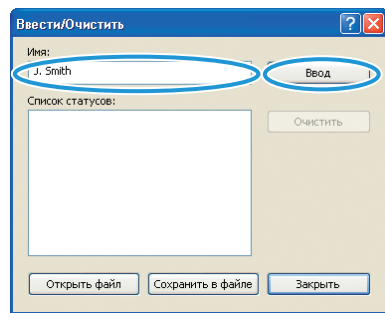 Ввести/Очистить
Имя:
J. Smith
Ввод
Список статусов:
Очистить
Открыть файл
Сохранить в файле
Закрыть